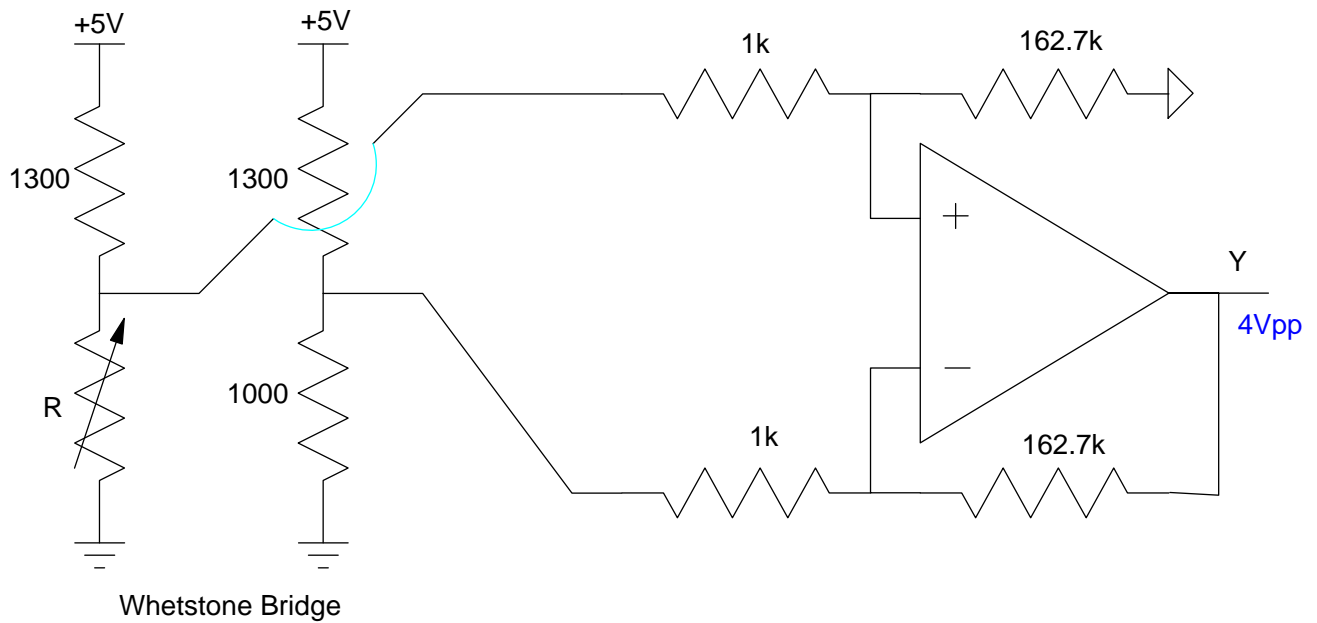 +5V
+5V
1k
162.7k
1300
1300
+
Y
4Vpp
R
1000
−
1k
162.7k
Whetstone Bridge